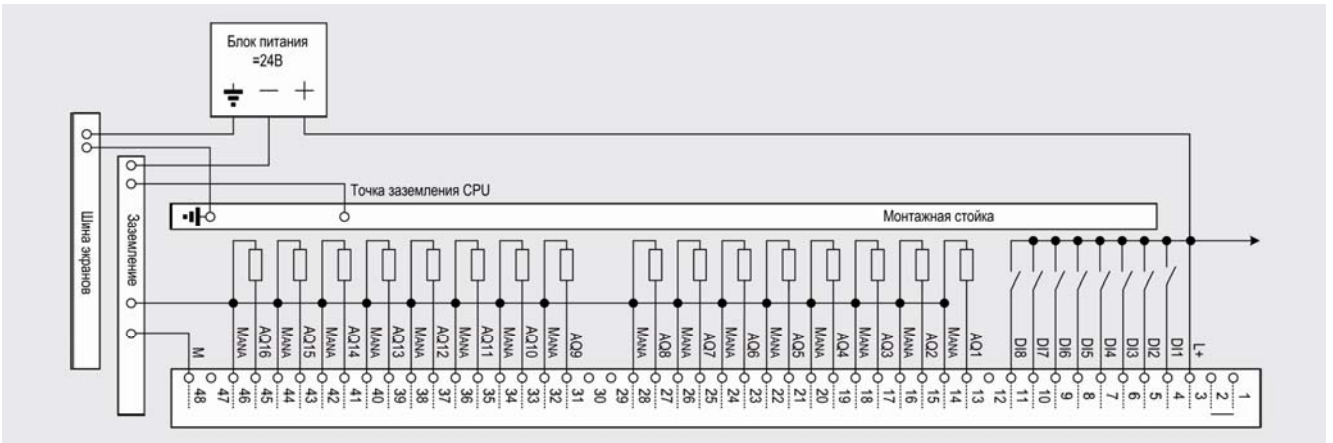 Блок питания
=24В
Шина экранов
Заземление
Точка заземления CPU
Монтажная стойка
M
MANA
AQ16
MANA
AQ15
MANA
AQ14
MANA
AQ13
MANA
AQ12
MANA
AQ11
MANA
AQ10
MANA
AQ9
MANA
AQ8
MANA
AQ7
MANA
AQ6
MANA
AQ5
MANA
AQ4
MANA
AQ3
MANA
AQ2
MANA
AQ1
DI8
DI7
DI6
DI5
DI4
DI3
DI2
DI1
L+
48
47
46
45
44
43
42
41
40
39
38
37
36
35
34
33
32
31
30
29
28
27
26
25
24
23
22
21
20
19
18
17
16
15
14
13
12
11
10
9
8
7
6
5
4
3
2
1